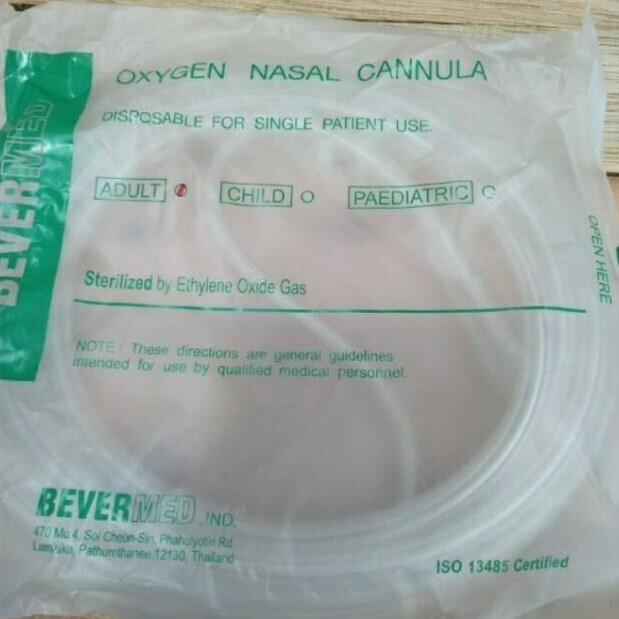 OXYGEN NASAL CANNULA
DISPOSABLE FOR SINGLE PATIENT USE.
ADULT CHILD PAEDIATRIC
BEVERMED
OPEN HERE
Sterilized by Ethylene Oxide Gas
NOTE : These directions are general guidelines
intended for use by qualified medical personnel.
BEVERMED .IND.
470 Mu 4, Soi Cheun-Sin, Phaholyotin Rd.
Lamluka, Pathumthanee 12130, Thailand
ISO 13485 Certified